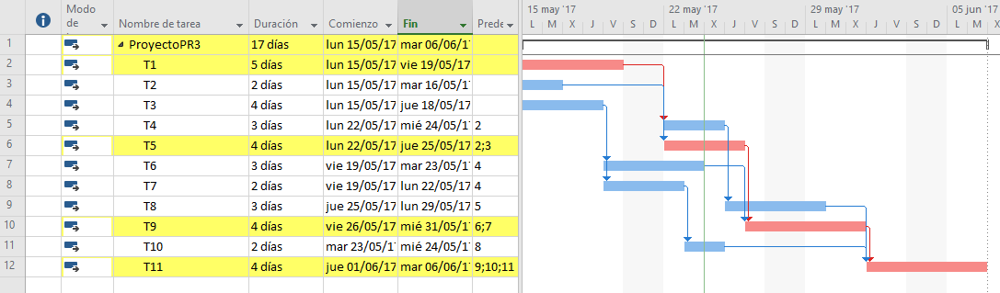 Modo de
Nombre de tarea
Duración
Comienzo
Fin
Prede
15 may '17
22 may '17
29 may '17
05 jun '17
L M X J V S D L M X J V S D L M X J V S D L M X
1 ProyectoPR3 17 días lun 15/05/17 mar 06/06/1
2 T1 5 días lun 15/05/17 vie 19/05/17
3 T2 2 días lun 15/05/17 mar 16/05/17
4 T3 4 días lun 15/05/17 jue 18/05/17
5 T4 3 días lun 22/05/17 mié 24/05/17 2
6 T5 4 días lun 22/05/17 jue 25/05/17 2;3
7 T6 3 días vie 19/05/17 mar 23/05/17 4
8 T7 2 días vie 19/05/17 lun 22/05/17 4
9 T8 3 días jue 25/05/17 lun 29/05/17 5
10 T9 4 días vie 26/05/17 mié 31/05/17 6;7
11 T10 2 días mar 23/05/1 mié 24/05/17 8
12 T11 4 días jue 01/06/17 mar 06/06/17 9;10;11